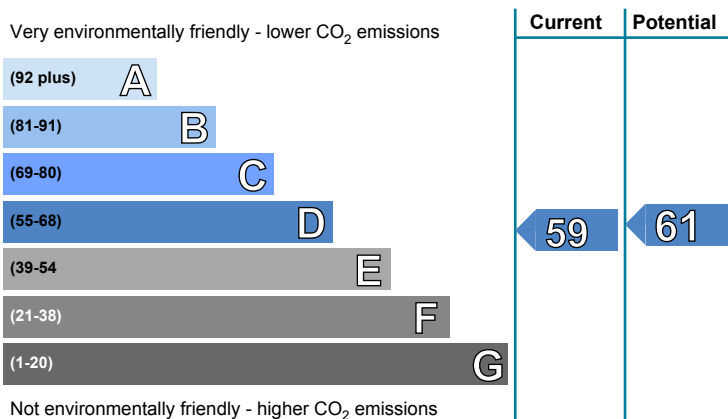 Very environmentally friendly - lower CO2 emissions
Current
Potential
(92 plus) A
(81-91) B
(69-80) C
(55-68) D
59
61
(39-54 E
(21-38) F
(1-20) G
Not environmentally friendly - higher CO2 emissions